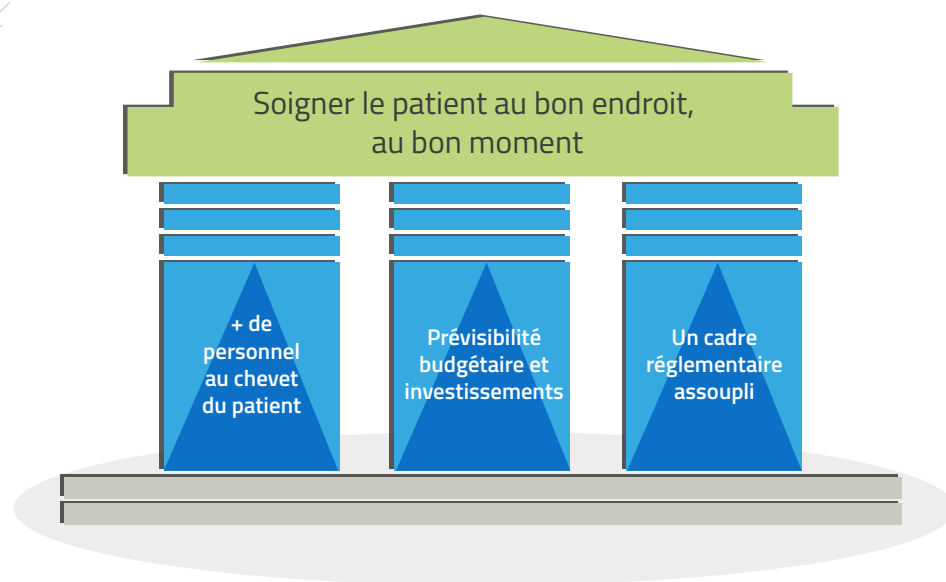 Soigner le patient au bon endroit,
au bon moment
+ de
personnel
au chevet
du patient
Prévisibilité
budgétaire et
investissements
Un cadre
réglementaire
assoupli